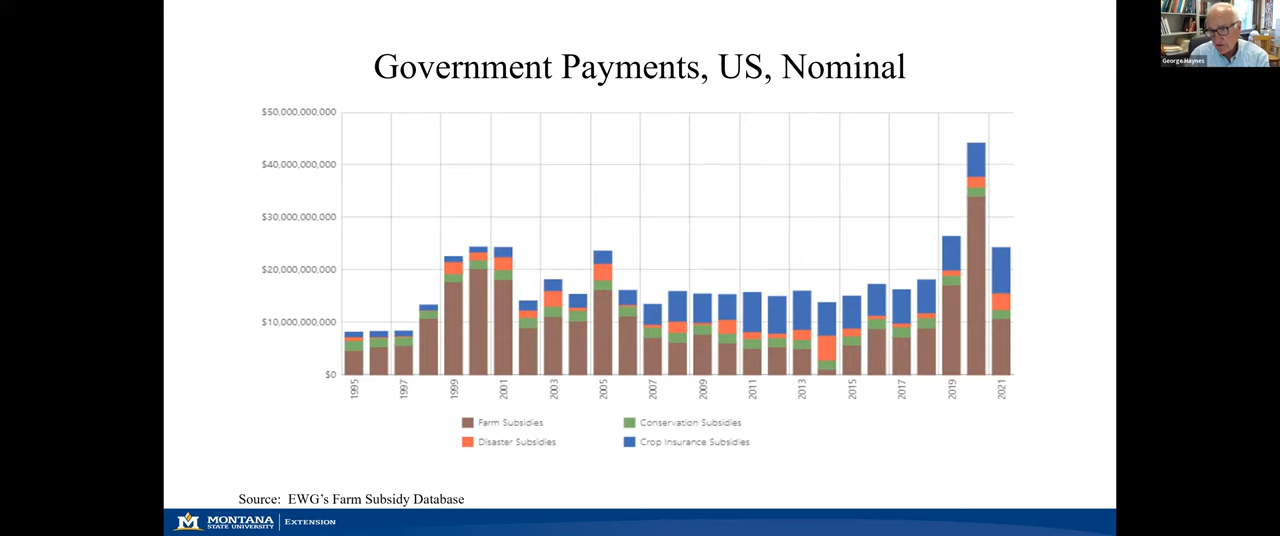 Government Payments, US, Nominal
George Haynes
$50,000,000,000
$40,000,000,000
$30,000,000,000
$20,000,000,000
$10,000,000,000
$0
1995
1997
1999
2001
2003
2005
2007
2009
2011
2013
2015
2017
2019
2021
Farm Subsidies
Conservation Subsidies
Disaster Subsidies
Crop Insurance Subsidies
Source: EWG's Farm Subsidy Database
MONTANA
STATE UNIVERSITY
EXTENSION